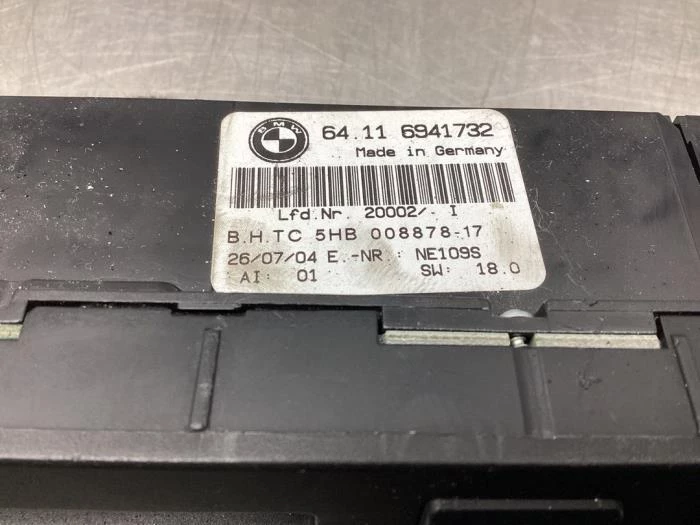 BMW
64.11 6941732
Made in Germany
Lfd.Nr. 20002/- I
B.H.TC 5HB 008878-17
26/07/04 E.-NR.: NE109S
AI: 01 SW: 18.0